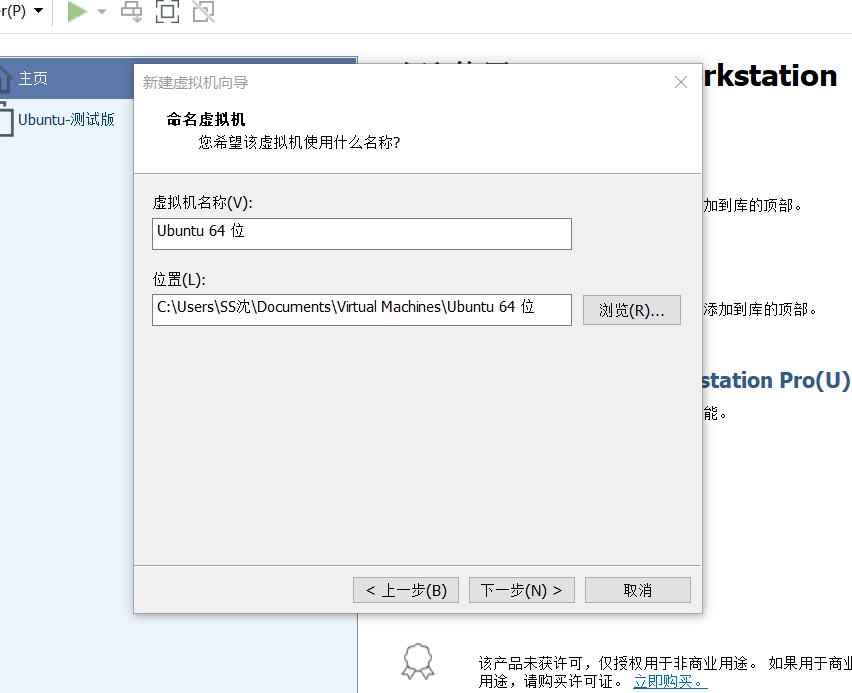 r(P)
主页
Ubuntu-测试版
新建虚拟机向导
rkstation
命名虚拟机
您希望该虚拟机使用什么名称?
虚拟机名称(V):
加到库的顶部。
Ubuntu 64 位
位置(L):
C:\Users\SS沈\Documents\Virtual Machines\Ubuntu 64 位
浏览(R)...
添加到库的顶部。
station Pro(U)
能。
< 上一步(B)
下一步(N) >
取消
该产品未获许可，仅授权用于非商业用途。 如果用于商业
用途，请购买许可证。 立即购买。